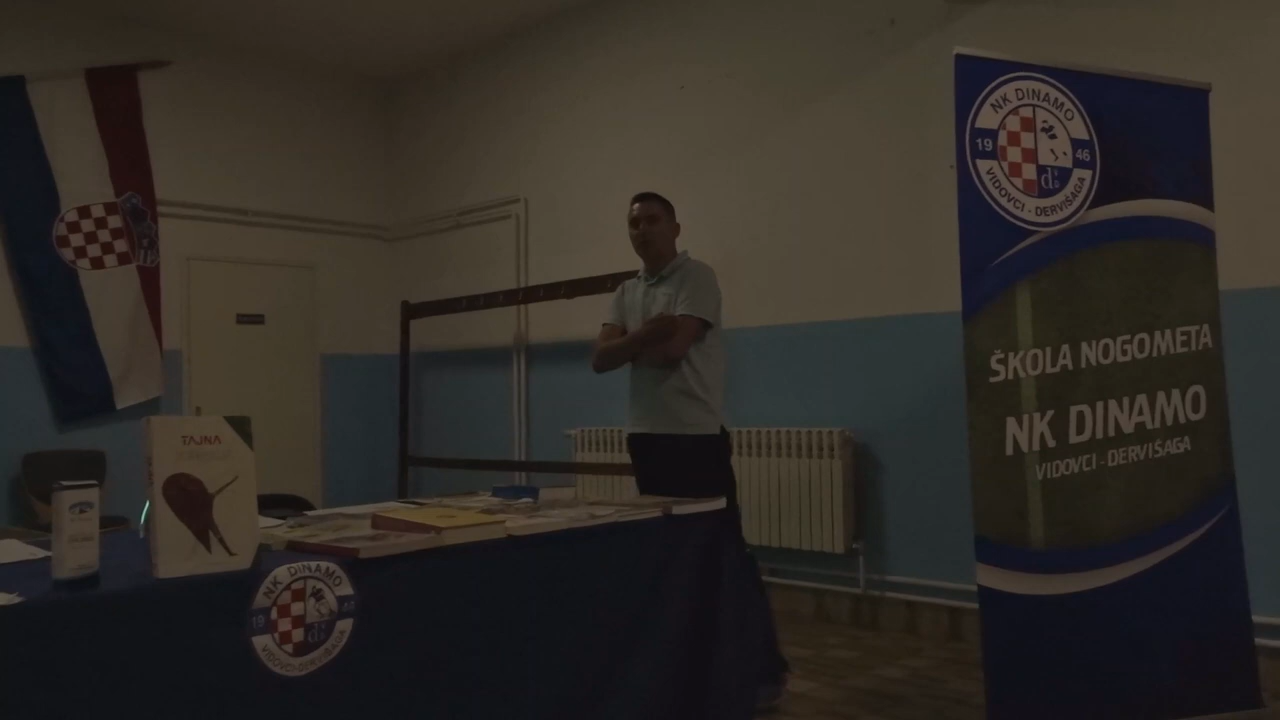 NK DINAMO
19 46
VIDOVCI - DERVIŠAGA
ŠKOLA NOGOMETA
NK DINAMO
VIDOVCI - DERVIŠAGA
TAJNA
NK DINAMO
19 46
VIDOVCI - DERVIŠAGA